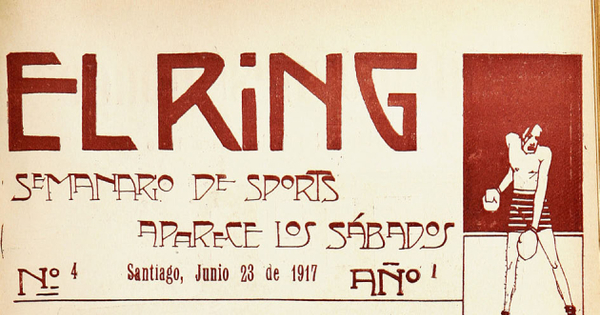 EL RiNG
SEMANARIO DE SPORTS
APARECE LOS SÁBADOS
Nº 4 Santiago, Junio 23 de 1917 AÑO 1